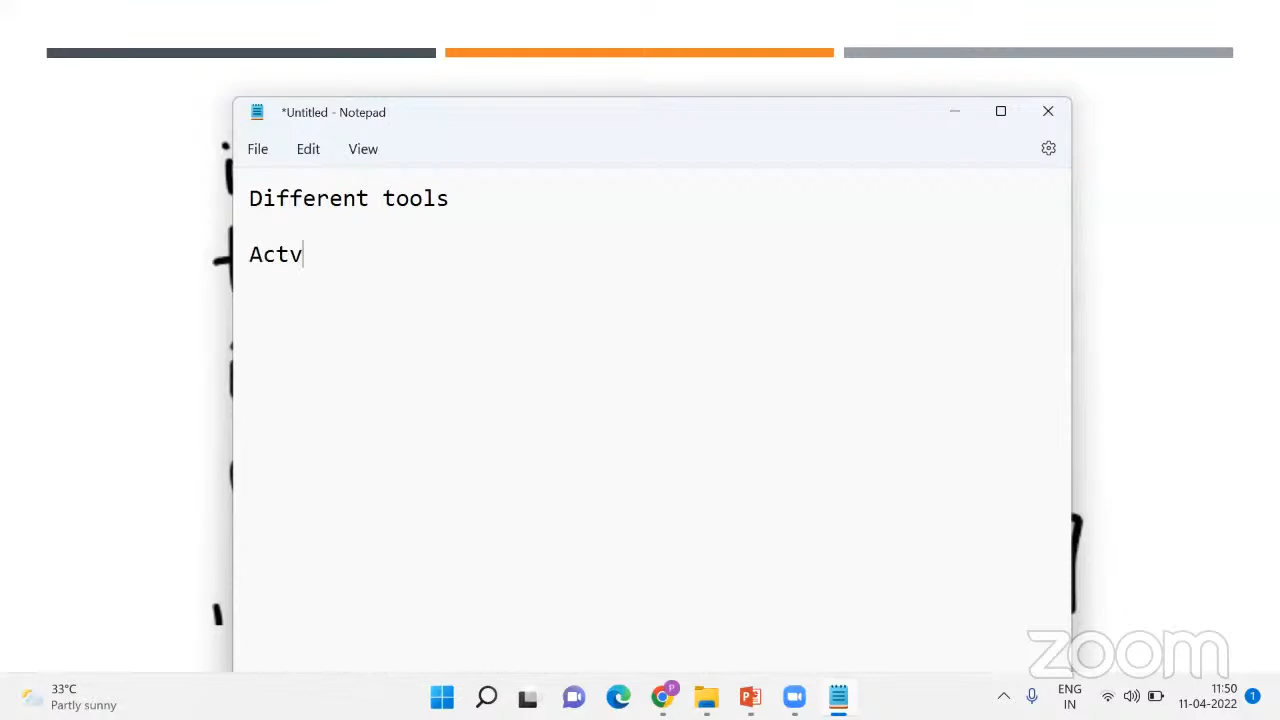 *Untitled - Notepad
File Edit View
Different tools
Actv
zoom
33°C
Partly sunny
ENG
IN
11:50
11-04-2022
1